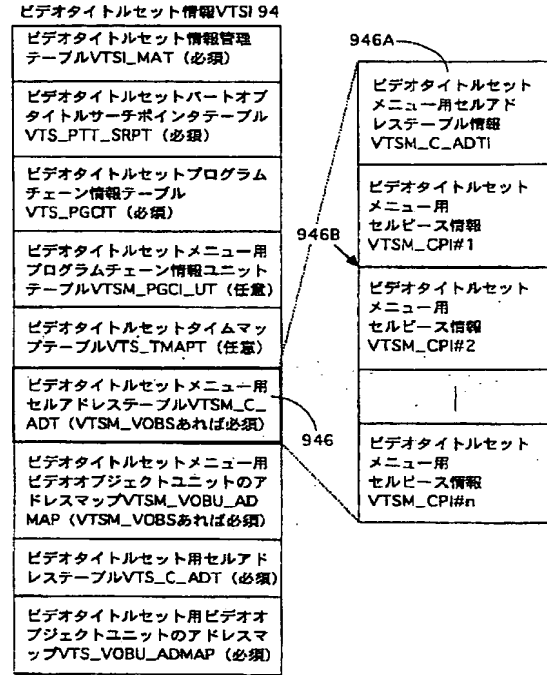 ビデオタイトルセット情報VTSI 94
ビデオタイトルセット情報管理
テーブルVTSI_MAT（必須）
ビデオタイトルセットパートオブ
タイトルサーチポインタテーブル
VTS_PTT_SRPT（必須）
ビデオタイトルセットプログラム
チェーン情報テーブル
VTS_PGCIT（必須）
ビデオタイトルセットメニュー用
プログラムチェーン情報ユニット
テーブルVTSM_PGCI_UT（任意）
ビデオタイトルセットタイムマッ
プテーブルVTS_TMAPT（任意）
ビデオタイトルセットメニュー用
セルアドレステーブルVTSM_C_
ADT（VTSM_VOBSあれば必須）
ビデオタイトルセットメニュー用
ビデオオブジェクトユニットのア
ドレスマップVTSM_VOBU_AD
MAP（VTSM_VOBSあれば必須）
ビデオタイトルセット用セルアド
レステーブルVTS_C_ADT（必須）
ビデオタイトルセット用ビデオオ
ブジェクトユニットのアドレスマ
ップVTS_VOBU_ADMAP（必須）
946
946A
946B
ビデオタイトルセット
メニュー用セルアド
レステーブル情報
VTSM_C_ADTI
ビデオタイトルセット
メニュー用
セルピース情報
VTSM_CPI#1
ビデオタイトルセット
メニュー用
セルピース情報
VTSM_CPI#2
ビデオタイトルセット
メニュー用
セルピース情報
VTSM_CPI#n